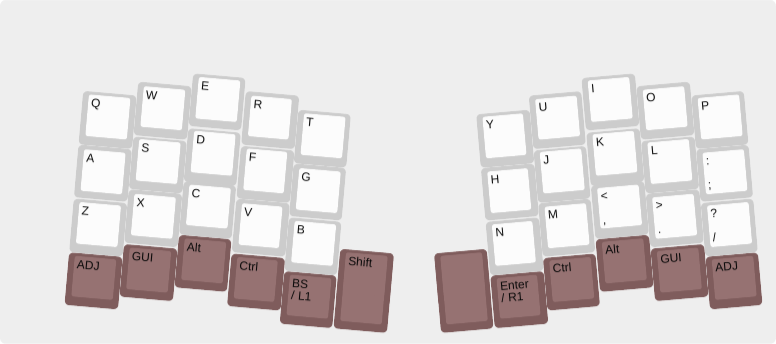 Q W E R T
Y U I O P
A S D F G
H J K L :
;
Z X C V B
N M < > ?
, . /
ADJ GUI Alt Ctrl BS Shift
/ L1
Enter Ctrl Alt GUI ADJ
/ R1